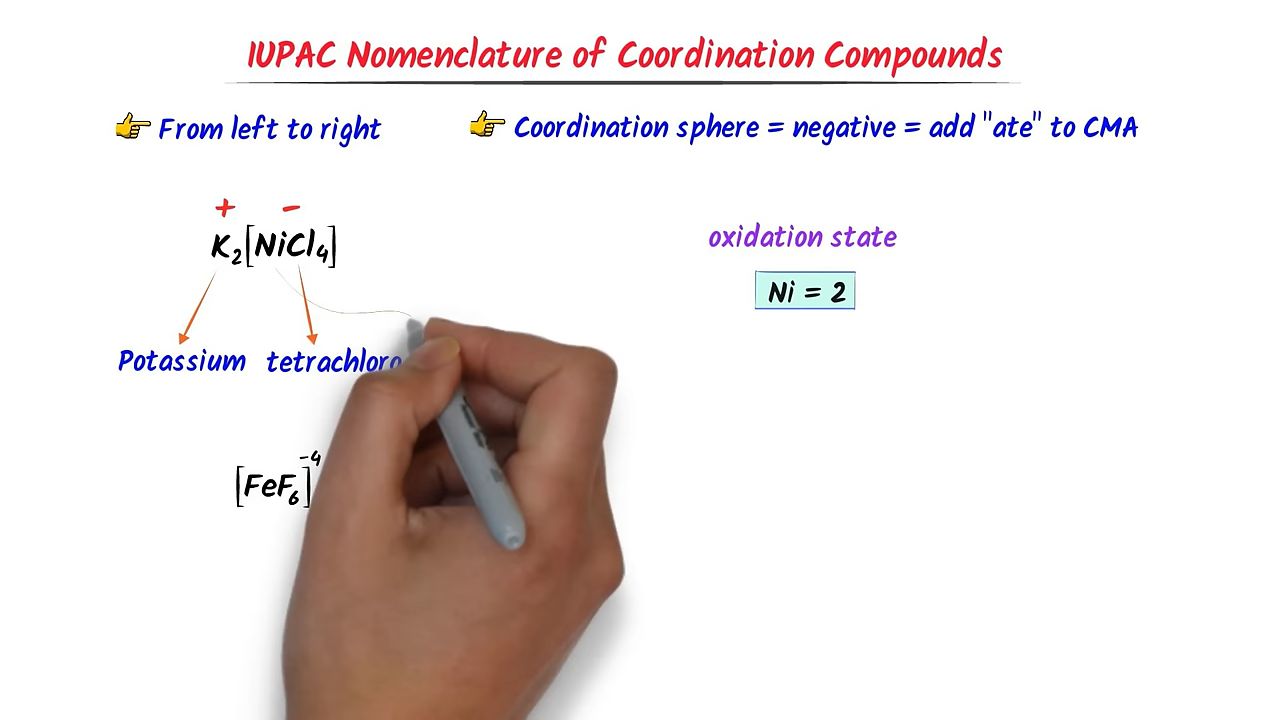 IUPAC Nomenclature of Coordination Compounds
From left to right
Coordination sphere = negative = add "ate" to CMA
+ −
K₂[NiCl₄]
oxidation state
Ni = 2
Potassium tetrachloro
[FeF₆]⁻⁴